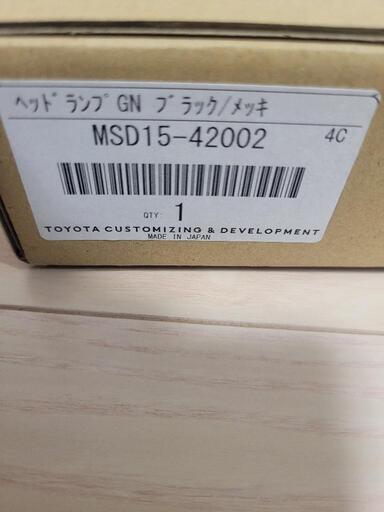 ヘッドランプGN ブラック/メッキ
MSD15-42002 4C
QTY: 1
TOYOTA CUSTOMIZING & DEVELOPMENT
MADE IN JAPAN